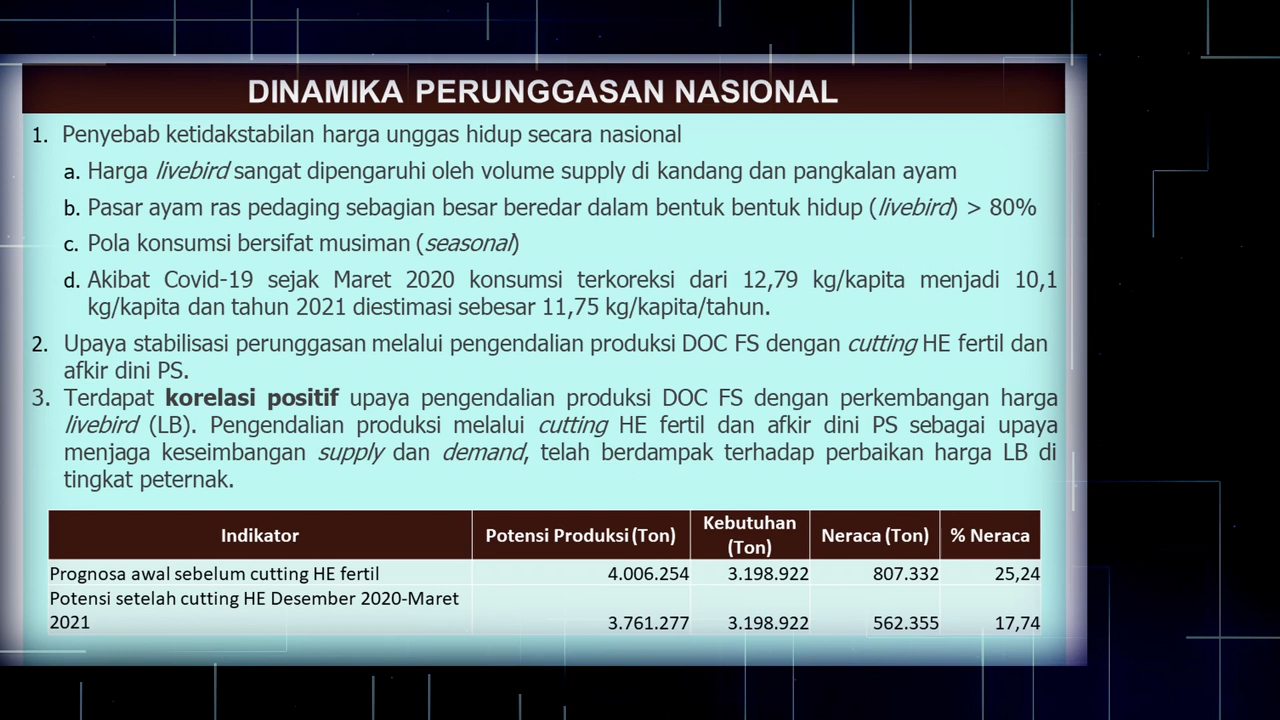 DINAMIKA PERUNGGASAN NASIONAL
1. Penyebab ketidakstabilan harga unggas hidup secara nasional
a. Harga livebird sangat dipengaruhi oleh volume supply di kandang dan pangkalan ayam
b. Pasar ayam ras pedaging sebagian besar beredar dalam bentuk bentuk hidup (livebird) > 80%
c. Pola konsumsi bersifat musiman (seasonal)
d. Akibat Covid-19 sejak Maret 2020 konsumsi terkoreksi dari 12,79 kg/kapita menjadi 10,1
kg/kapita dan tahun 2021 diestimasi sebesar 11,75 kg/kapita/tahun.
2. Upaya stabilisasi perunggasan melalui pengendalian produksi DOC FS dengan cutting HE fertil dan
afkir dini PS.
3. Terdapat korelasi positif upaya pengendalian produksi DOC FS dengan perkembangan harga
livebird (LB). Pengendalian produksi melalui cutting HE fertil dan afkir dini PS sebagai upaya
menjaga keseimbangan supply dan demand, telah berdampak terhadap perbaikan harga LB di
tingkat peternak.
Indikator Potensi Produksi (Ton) Kebutuhan (Ton) Neraca (Ton) % Neraca
Prognosa awal sebelum cutting HE fertil 4.006.254 3.198.922 807.332 25,24
Potensi setelah cutting HE Desember 2020-Maret
2021 3.761.277 3.198.922 562.355 17,74